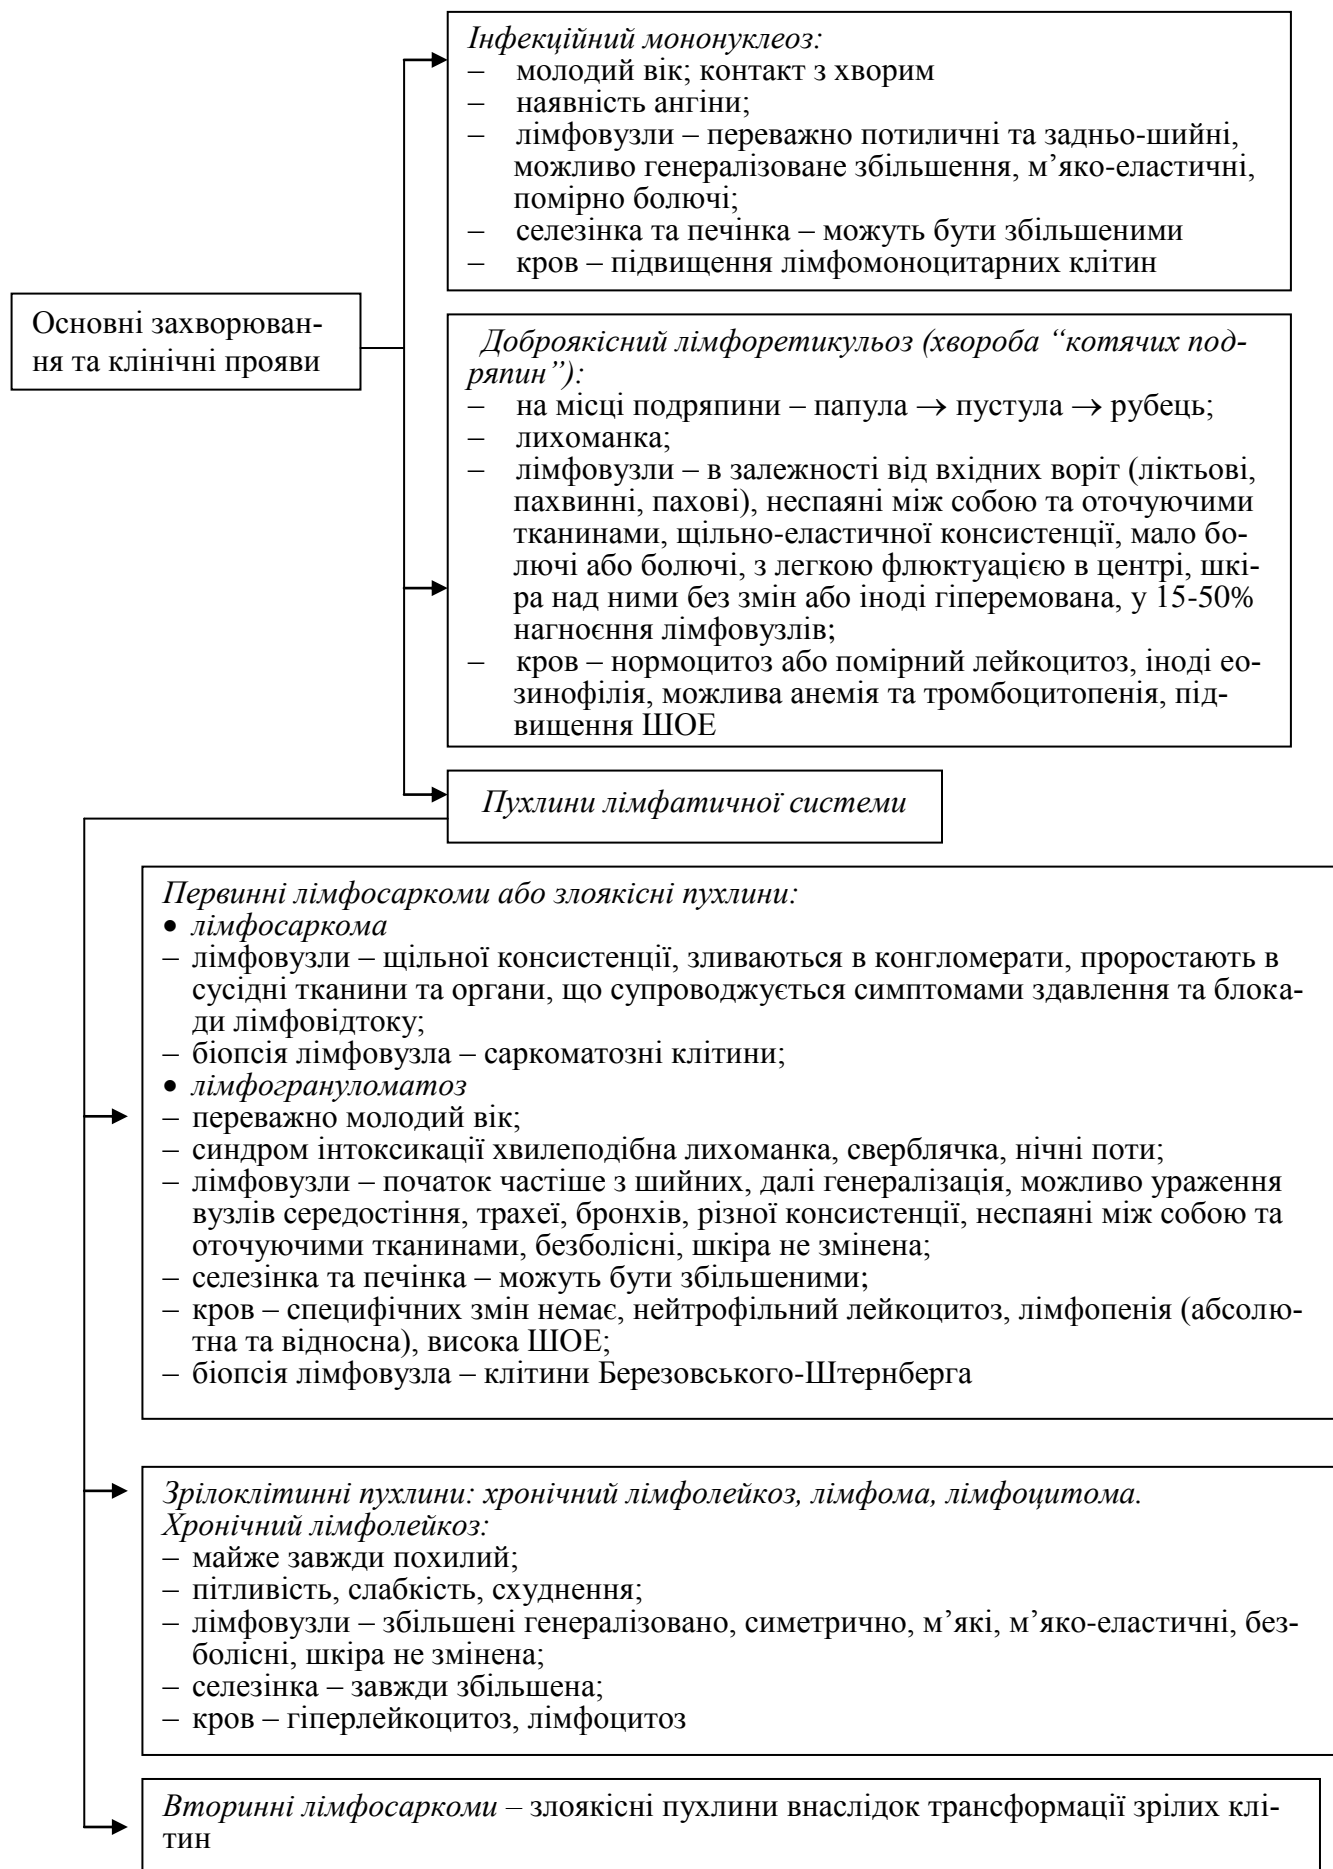 Інфекційний мононуклеоз:
– молодий вік; контакт з хворим
– наявність ангіни;
– лімфовузли – переважно потиличні та задньо-шийні,
можливо генералізоване збільшення, м’яко-еластичні,
помірно болючі;
– селезінка та печінка – можуть бути збільшеними
– кров – підвищення лімфомоноцитарних клітин
Основні захворюван-
ня та клінічні прояви
Доброякісний лімфоретикульоз (хвороба “котячих под-
ряпин”):
– на місці подряпини – папула → пустула → рубець;
– лихоманка;
– лімфовузли – в залежності від вхідних воріт (ліктьові,
пахвинні, пахові), неспаяні між собою та оточуючими
тканинами, щільно-еластичної консистенції, мало бо-
лючі або болючі, з легкою флюктуацією в центрі, шкі-
ра над ними без змін або іноді гіперемована, у 15-50%
нагноєння лімфовузлів;
– кров – нормоцитоз або помірний лейкоцитоз, іноді ео-
зинофілія, можлива анемія та тромбоцитопенія, під-
вищення ШОЕ
Пухлини лімфатичної системи
Первинні лімфосаркоми або злоякісні пухлини:
• лімфосаркома
– лімфовузли – щільної консистенції, зливаються в конгломерати, проростають в
сусідні тканини та органи, що супроводжується симптомами здавлення та блока-
ди лімфовідтоку;
– біопсія лімфовузла – саркоматозні клітини;
• лімфогрануломатоз
– переважно молодий вік;
– синдром інтоксикації хвилеподібна лихоманка, сверблячка, нічні поти;
– лімфовузли – початок частіше з шийних, далі генералізація, можливо ураження
вузлів середостіння, трахеї, бронхів, різної консистенції, неспаяні між собою та
оточуючими тканинами, безболісні, шкіра не змінена;
– селезінка та печінка – можуть бути збільшеними;
– кров – специфічних змін немає, нейтрофільний лейкоцитоз, лімфопенія (абсолю-
тна та відносна), висока ШОЕ;
– біопсія лімфовузла – клітини Березовського-Штернберга
Зрілоклітинні пухлини: хронічний лімфолейкоз, лімфома, лімфоцитома.
Хронічний лімфолейкоз:
– майже завжди похилий;
– пітливість, слабкість, схуднення;
– лімфовузли – збільшені генералізовано, симетрично, м’які, м’яко-еластичні, без-
болісні, шкіра не змінена;
– селезінка – завжди збільшена;
– кров – гіперлейкоцитоз, лімфоцитоз
Вторинні лімфосаркоми – злоякісні пухлини внаслідок трансформації зрілих клі-
тин